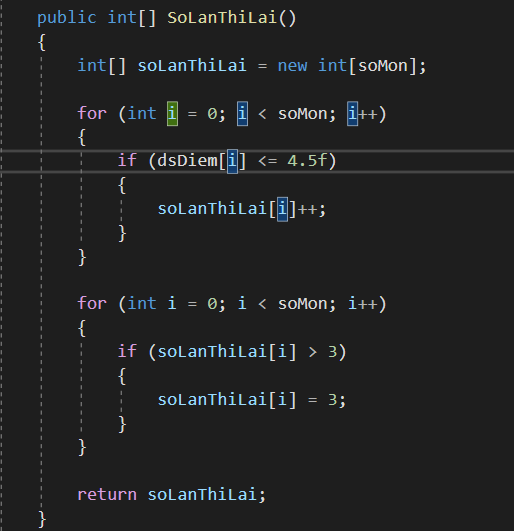 public int[] SoLanThiLai()
{
int[] soLanThiLai = new int[soMon];
for (int i = 0; i < soMon; i++)
{
if (dsDiem[i] <= 4.5f)
{
soLanThiLai[i]++;
}
}
for (int i = 0; i < soMon; i++)
{
if (soLanThiLai[i] > 3)
{
soLanThiLai[i] = 3;
}
}
return soLanThiLai;
}